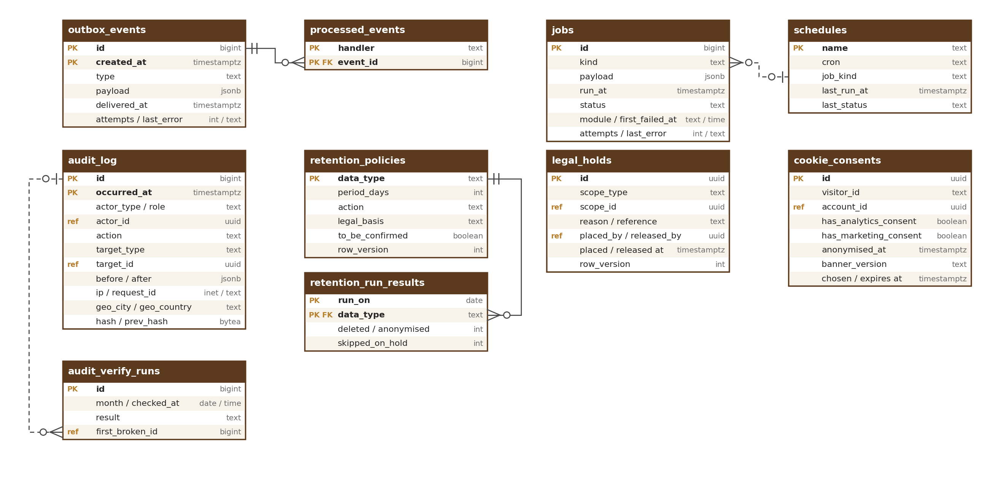 outbox_events
PK id bigint
PK created_at timestamptz
type text
payload jsonb
delivered_at timestamptz
attempts / last_error int / text
processed_events
PK handler text
PK FK event_id bigint
jobs
PK id bigint
kind text
payload jsonb
run_at timestamptz
status text
module / first_failed_at text / time
attempts / last_error int / text
schedules
PK name text
cron text
job_kind text
last_run_at timestamptz
last_status text
audit_log
PK id bigint
PK occurred_at timestamptz
actor_type / role text
ref actor_id uuid
action text
target_type text
ref target_id uuid
before / after jsonb
ip / request_id inet / text
geo_city / geo_country text
hash / prev_hash bytea
retention_policies
PK data_type text
period_days int
action text
legal_basis text
to_be_confirmed boolean
row_version int
legal_holds
PK id uuid
scope_type text
ref scope_id uuid
reason / reference text
ref placed_by / released_by uuid
placed / released at timestamptz
row_version int
cookie_consents
PK id uuid
visitor_id text
ref account_id uuid
has_analytics_consent boolean
has_marketing_consent boolean
anonymised_at timestamptz
banner_version text
chosen / expires at timestamptz
retention_run_results
PK run_on date
PK FK data_type text
deleted / anonymised int
skipped_on_hold int
audit_verify_runs
PK id bigint
month / checked_at date / time
result text
ref first_broken_id bigint